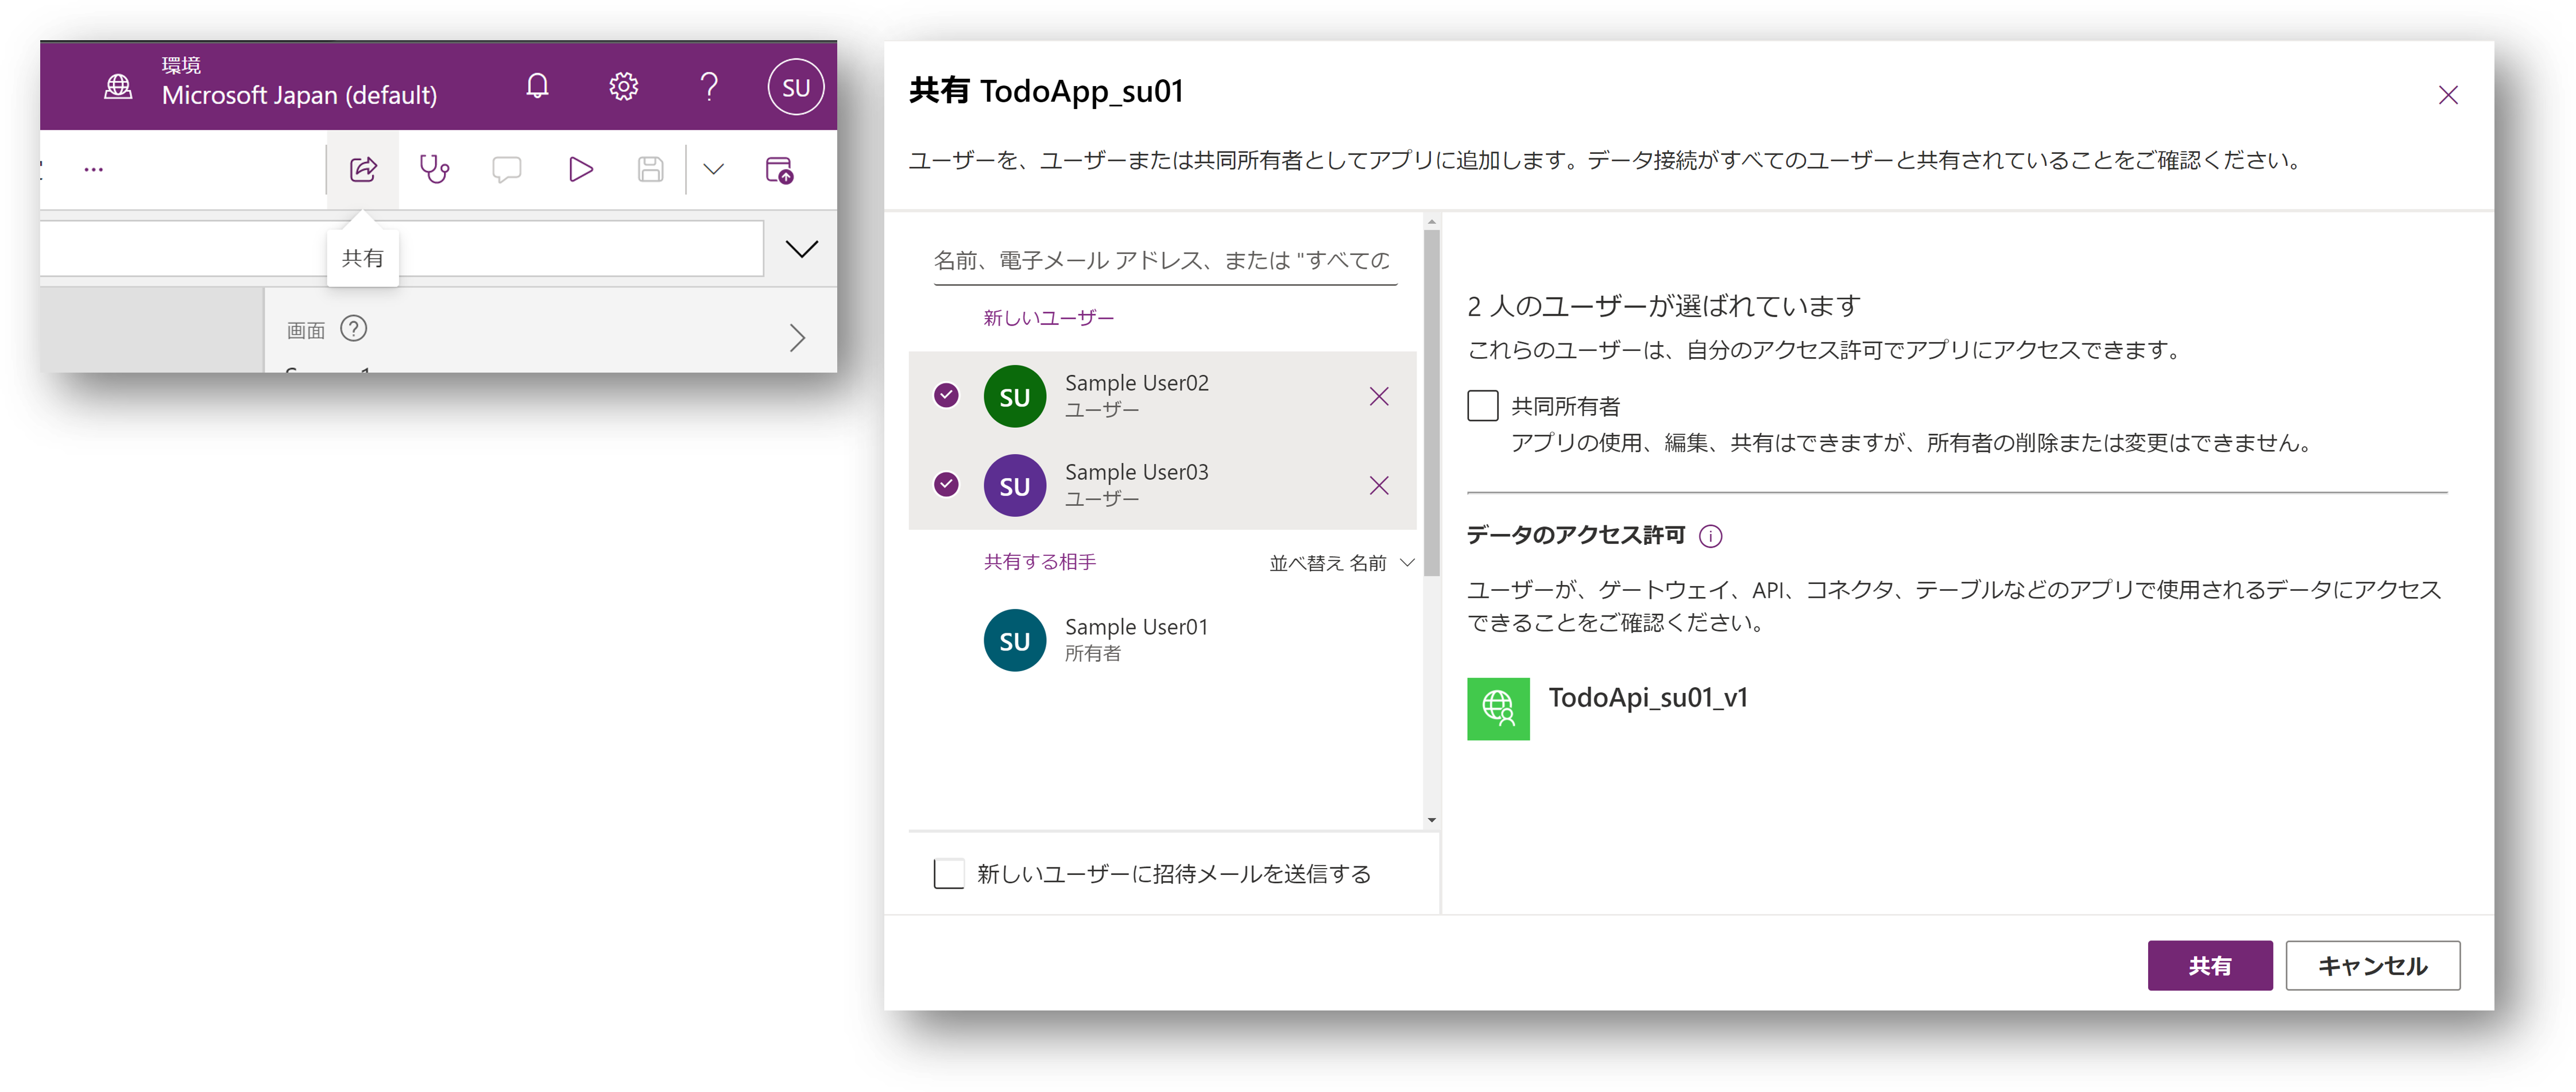 環境
Microsoft Japan (default)
SU
共有
画面
共有 TodoApp_su01
ユーザーを、ユーザーまたは共同所有者としてアプリに追加します。データ接続がすべてのユーザーと共有されていることをご確認ください。
名前、電子メール アドレス、または "すべての
新しいユーザー
SU
Sample User02
ユーザー
SU
Sample User03
ユーザー
共有する相手
並べ替え 名前
SU
Sample User01
所有者
新しいユーザーに招待メールを送信する
2 人のユーザーが選ばれています
これらのユーザーは、自分のアクセス許可でアプリにアクセスできます。
共同所有者
アプリの使用、編集、共有はできますが、所有者の削除または変更はできません。
データのアクセス許可
ユーザーが、ゲートウェイ、API、コネクタ、テーブルなどのアプリで使用されるデータにアクセス
できることをご確認ください。
TodoApi_su01_v1
共有
キャンセル